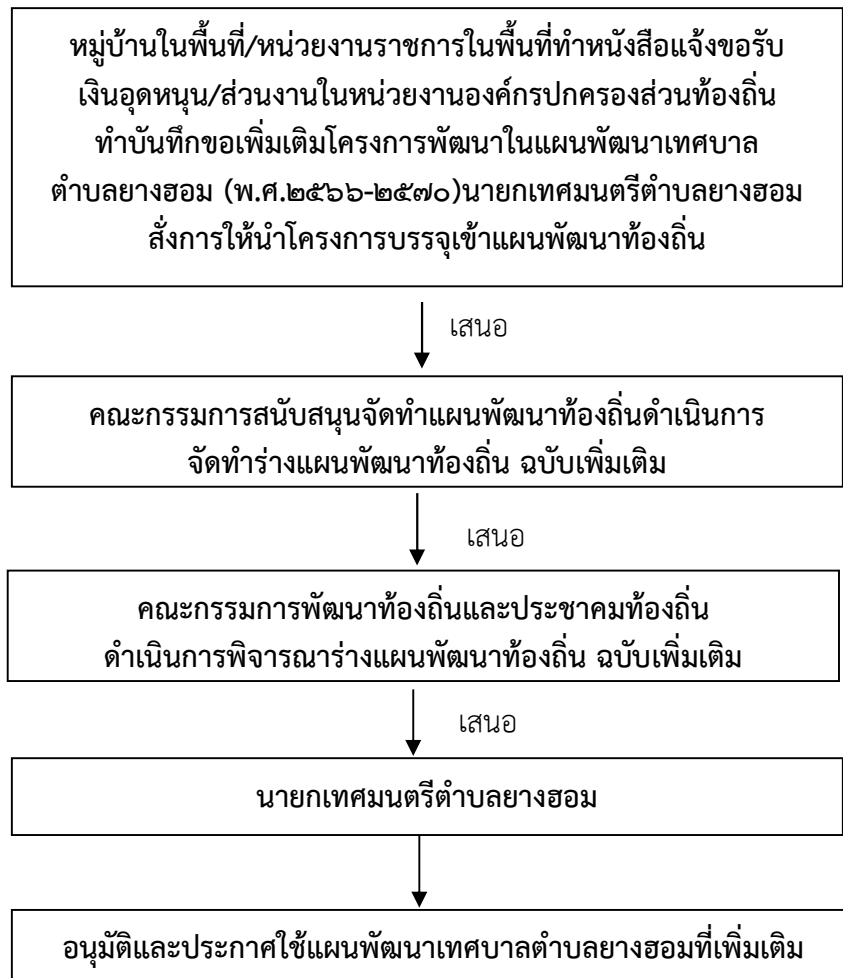 หมู่บ้านในพื้นที่/หน่วยงานราชการในพื้นที่ทำหนังสือแจ้งขอรับ
เงินอุดหนุน/ส่วนงานในหน่วยงานองค์กรปกครองส่วนท้องถิ่น
ทำบันทึกขอเพิ่มเติมโครงการพัฒนาในแผนพัฒนาเทศบาล
ตำบลยางฮอม (พ.ศ.๒๕๖๖-๒๕๗๐)นายกเทศมนตรีตำบลยางฮอม
สั่งการให้นำโครงการบรรจุเข้าแผนพัฒนาท้องถิ่น
เสนอ
คณะกรรมการสนับสนุนจัดทำแผนพัฒนาท้องถิ่นดำเนินการ
จัดทำร่างแผนพัฒนาท้องถิ่น ฉบับเพิ่มเติม
เสนอ
คณะกรรมการพัฒนาท้องถิ่นและประชาคมท้องถิ่น
ดำเนินการพิจารณาร่างแผนพัฒนาท้องถิ่น ฉบับเพิ่มเติม
เสนอ
นายกเทศมนตรีตำบลยางฮอม
อนุมัติและประกาศใช้แผนพัฒนาเทศบาลตำบลยางฮอมที่เพิ่มเติม